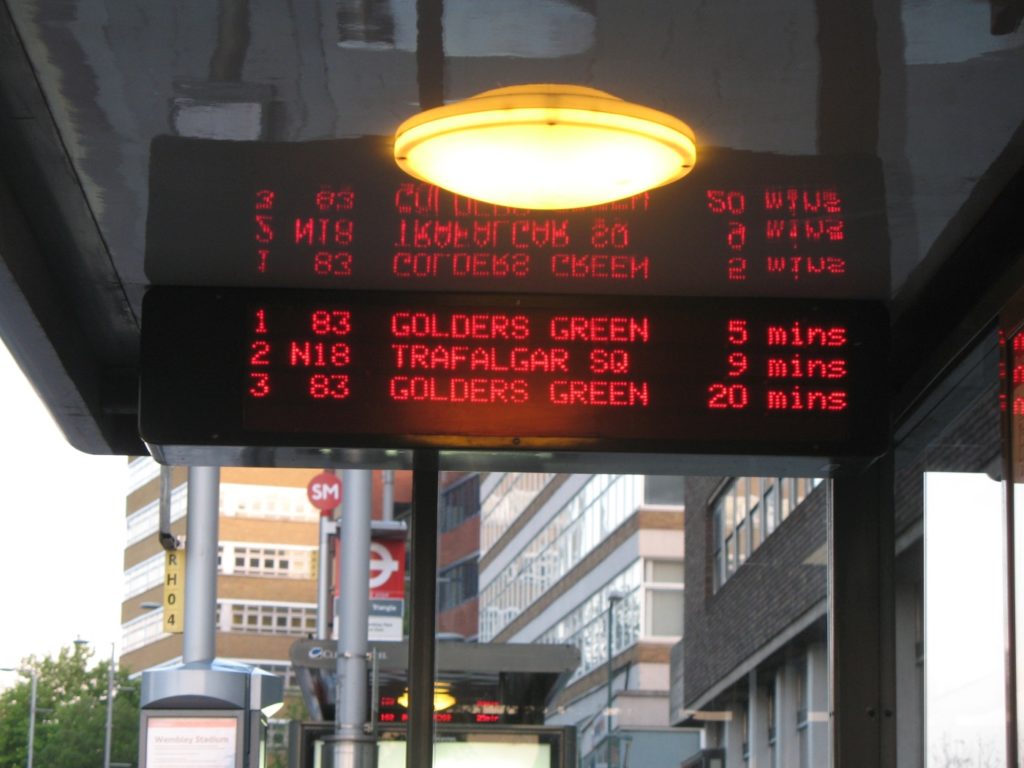 1 83 GOLDERS GREEN 5 mins
2 N18 TRAFALGAR SQ 9 mins
3 83 GOLDERS GREEN 20 mins
SM
RH04
Triangle
Wembley Stadium